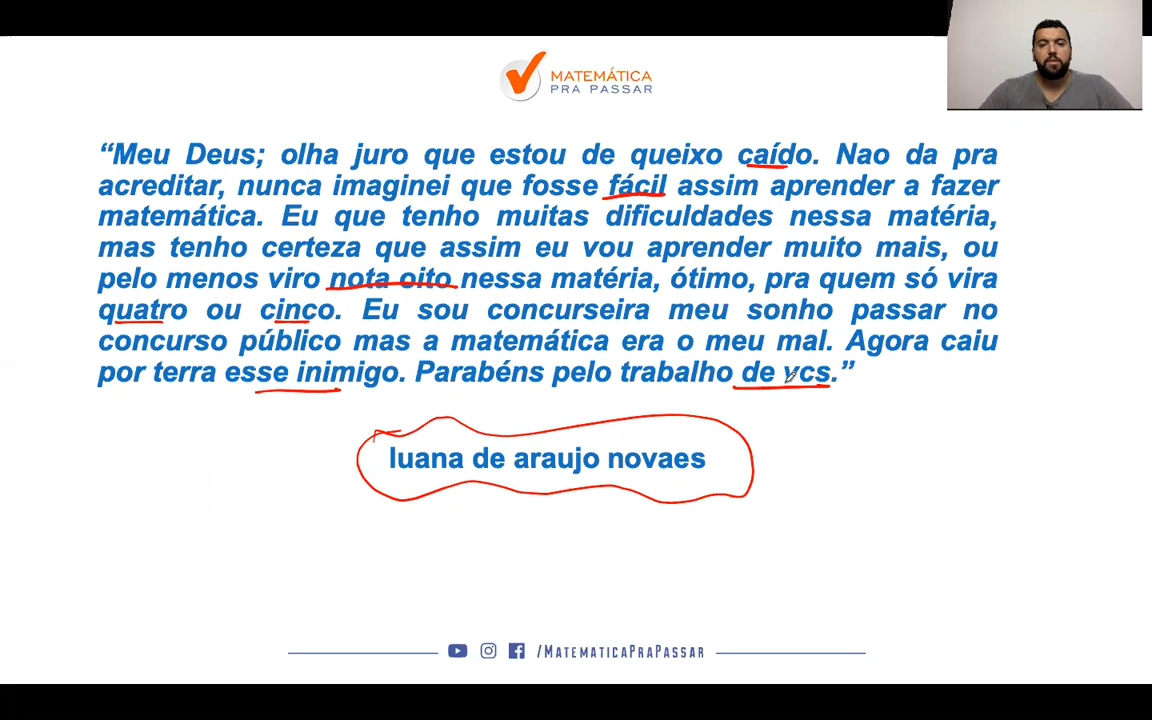 MATEMÁTICA
PRA PASSAR
“Meu Deus; olha juro que estou de queixo caído. Nao da pra
acreditar, nunca imaginei que fosse fácil assim aprender a fazer
matemática. Eu que tenho muitas dificuldades nessa matéria,
mas tenho certeza que assim eu vou aprender muito mais, ou
pelo menos viro nota oito nessa matéria, ótimo, pra quem só vira
quatro ou cinco. Eu sou concurseira meu sonho passar no
concurso público mas a matemática era o meu mal. Agora caiu
por terra esse inimigo. Parabéns pelo trabalho de vcs.”
luana de araujo novaes
/MATEMATICAPRAPASSAR